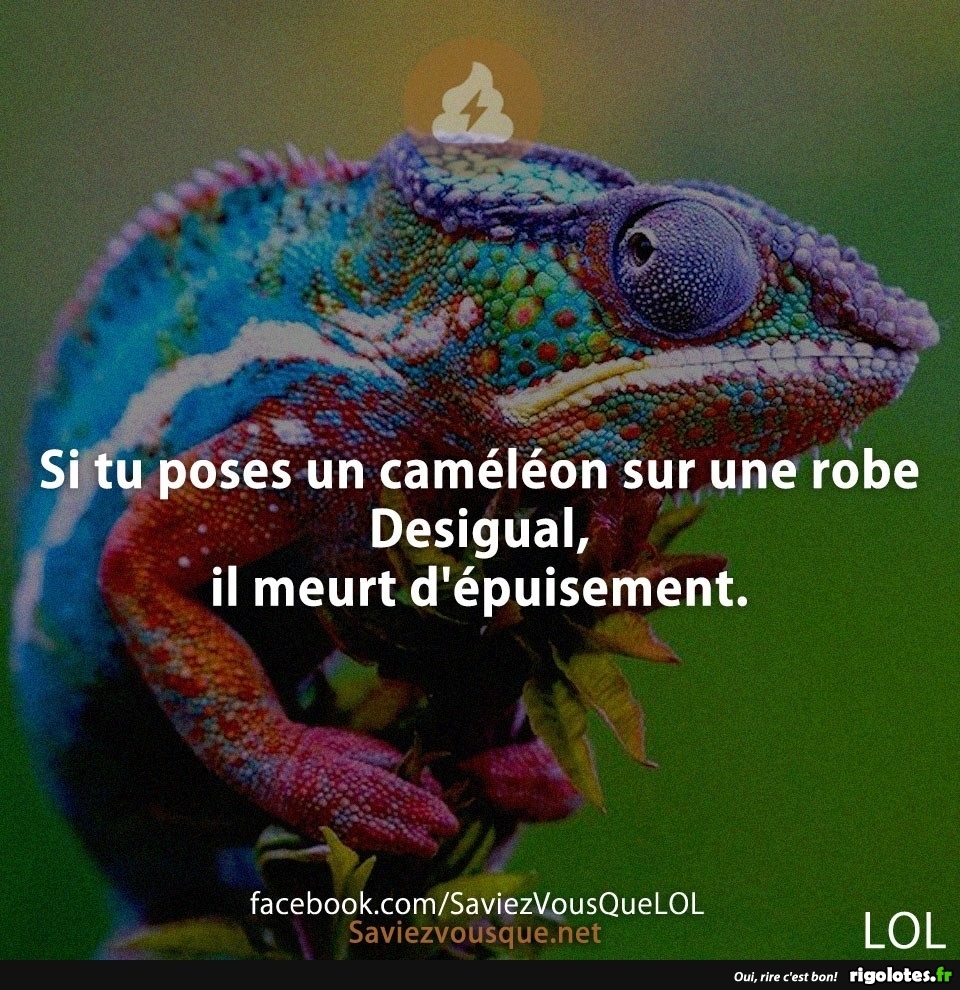 Si tu poses un caméléon sur une robe
Desigual,
il meurt d'épuisement.
facebook.com/SaviezVousQueLOL
Saviezvousque.net
LOL
Oui, rire c'est bon! rigolotes.fr